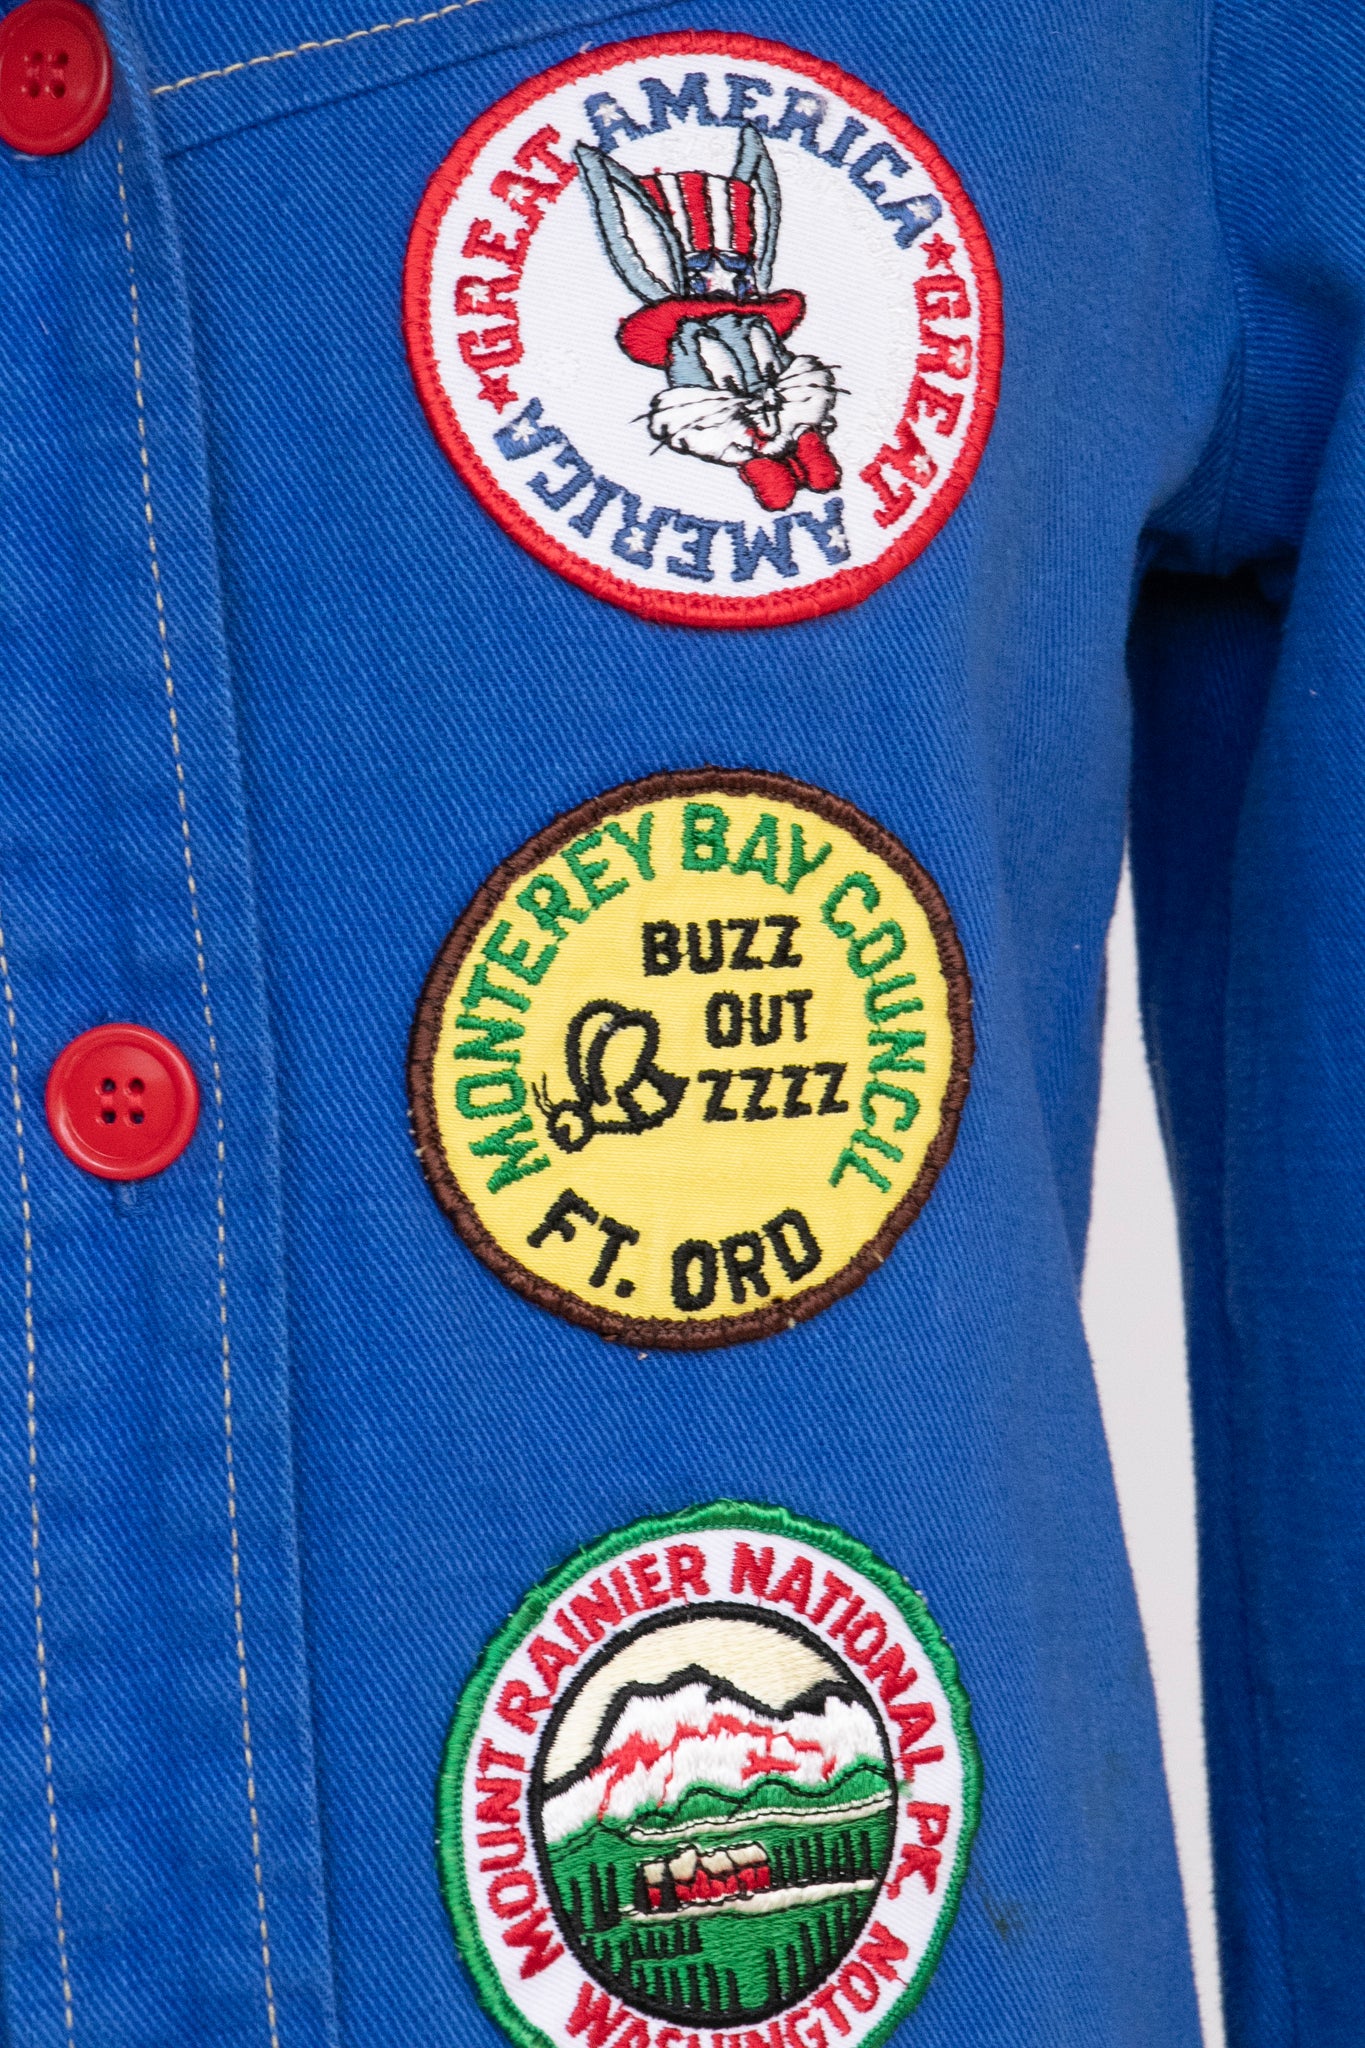 GREAT AMERICA
GREAT AMERICA
MONTEREY BAY COUNCIL
BUZZ
OUT
ZZZZ
FT. ORD
MOUNT RAINIER NATIONAL PK.
WASHINGTON